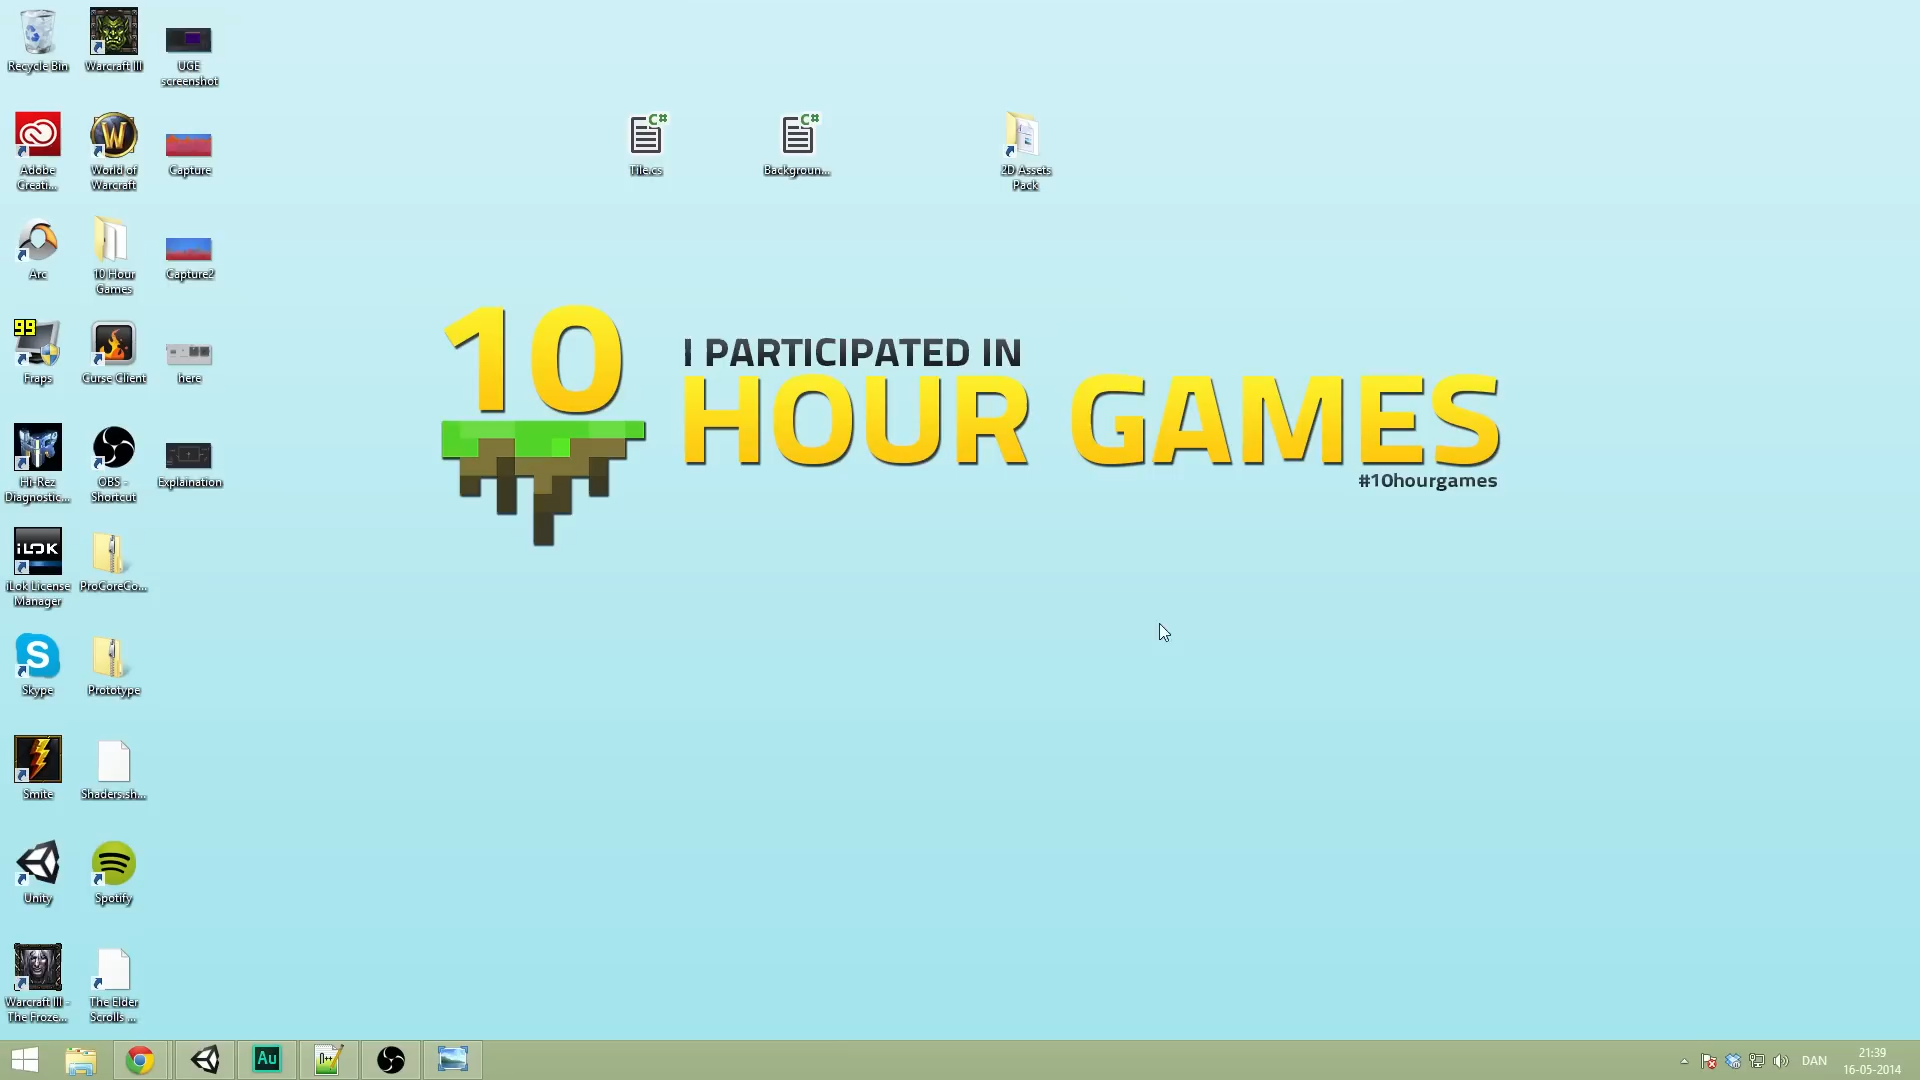 Recycle Bin
Warcraft III
UGE
screenshot
Adobe
Creati...
World of
Warcraft
Capture
Tile.cs
Backgroun...
2D Assets
Pack
Arc
10 Hour
Games
Capture2
99
Fraps
Curse Client
here
10
I PARTICIPATED IN
HOUR GAMES
#10hourgames
Hi-Rez
Diagnostic...
OBS -
Shortcut
Explaination
iLOK
iLok License
Manager
ProCoreCo...
Skype
Prototype
Smite
Shaders.sh...
Unity
Spotify
Warcraft III -
The Froze...
The Elder
Scrolls ...
Au
DAN
21:39
16-05-2014